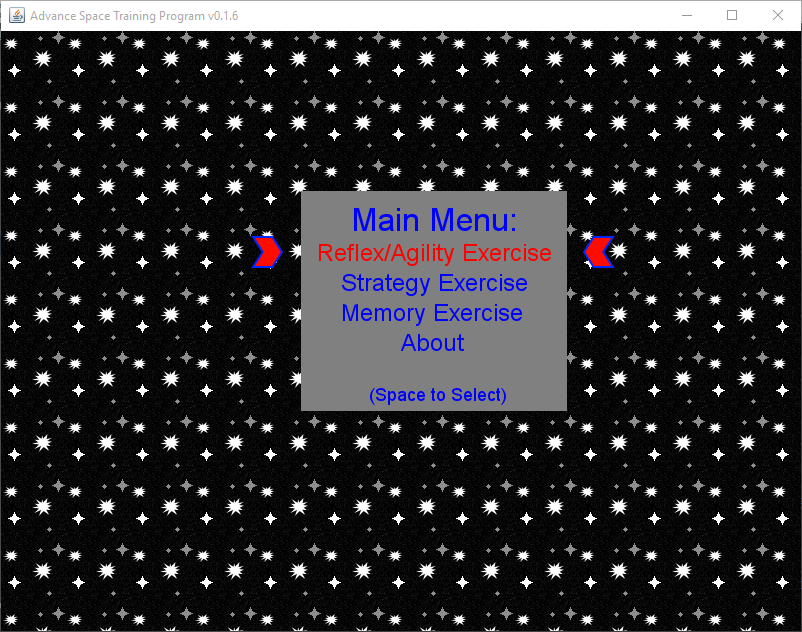 Advance Space Training Program v0.1.6
Main Menu:
Reflex/Agility Exercise
Strategy Exercise
Memory Exercise
About
(Space to Select)